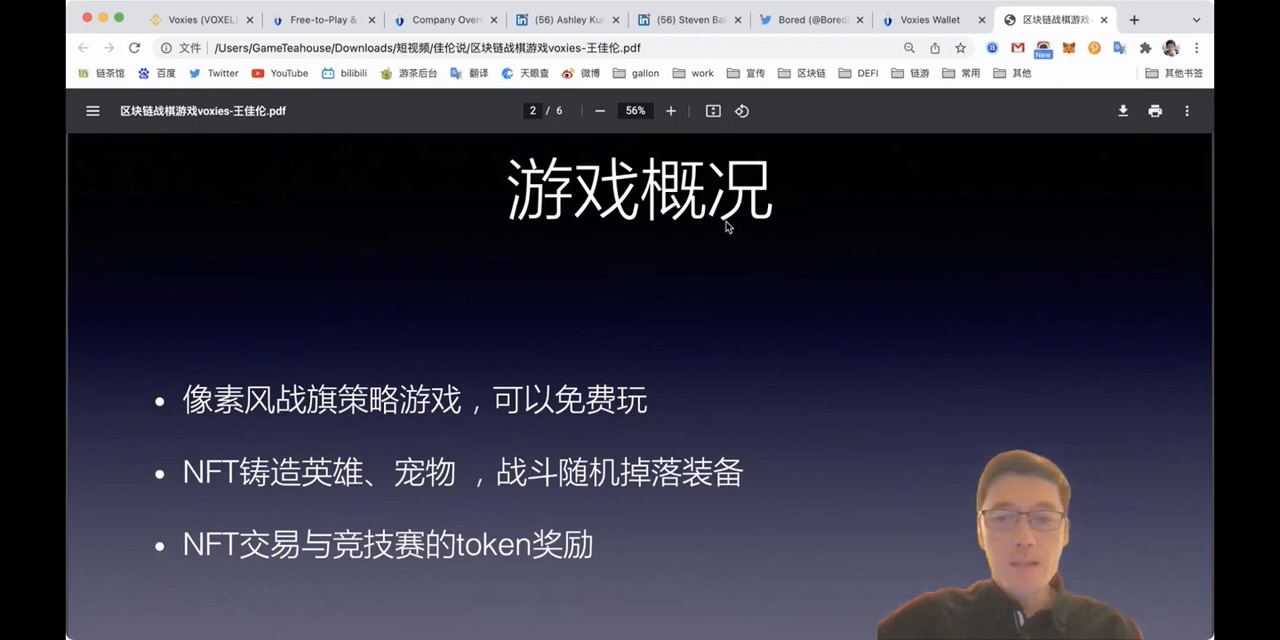 Voxies (VOXEL)
Free-to-Play &
Company Over
(56) Ashley Ku
(56) Steven Ba
Bored (@Bored
Voxies Wallet
区块链战棋游戏
文件 /Users/GameTeahouse/Downloads/短视频/佳伦说/区块链战棋游戏voxies-王佳伦.pdf
New
链茶馆 百度 Twitter YouTube bilibili 游茶后台 翻译 天眼查 微博 gallon work 宣传 区块链 DEFI 链游 常用 其他 其他书签
区块链战棋游戏voxies-王佳伦.pdf 2 / 6 56%
游戏概况
• 像素风战旗策略游戏，可以免费玩
• NFT铸造英雄、宠物 ，战斗随机掉落装备
• NFT交易与竞技赛的token奖励